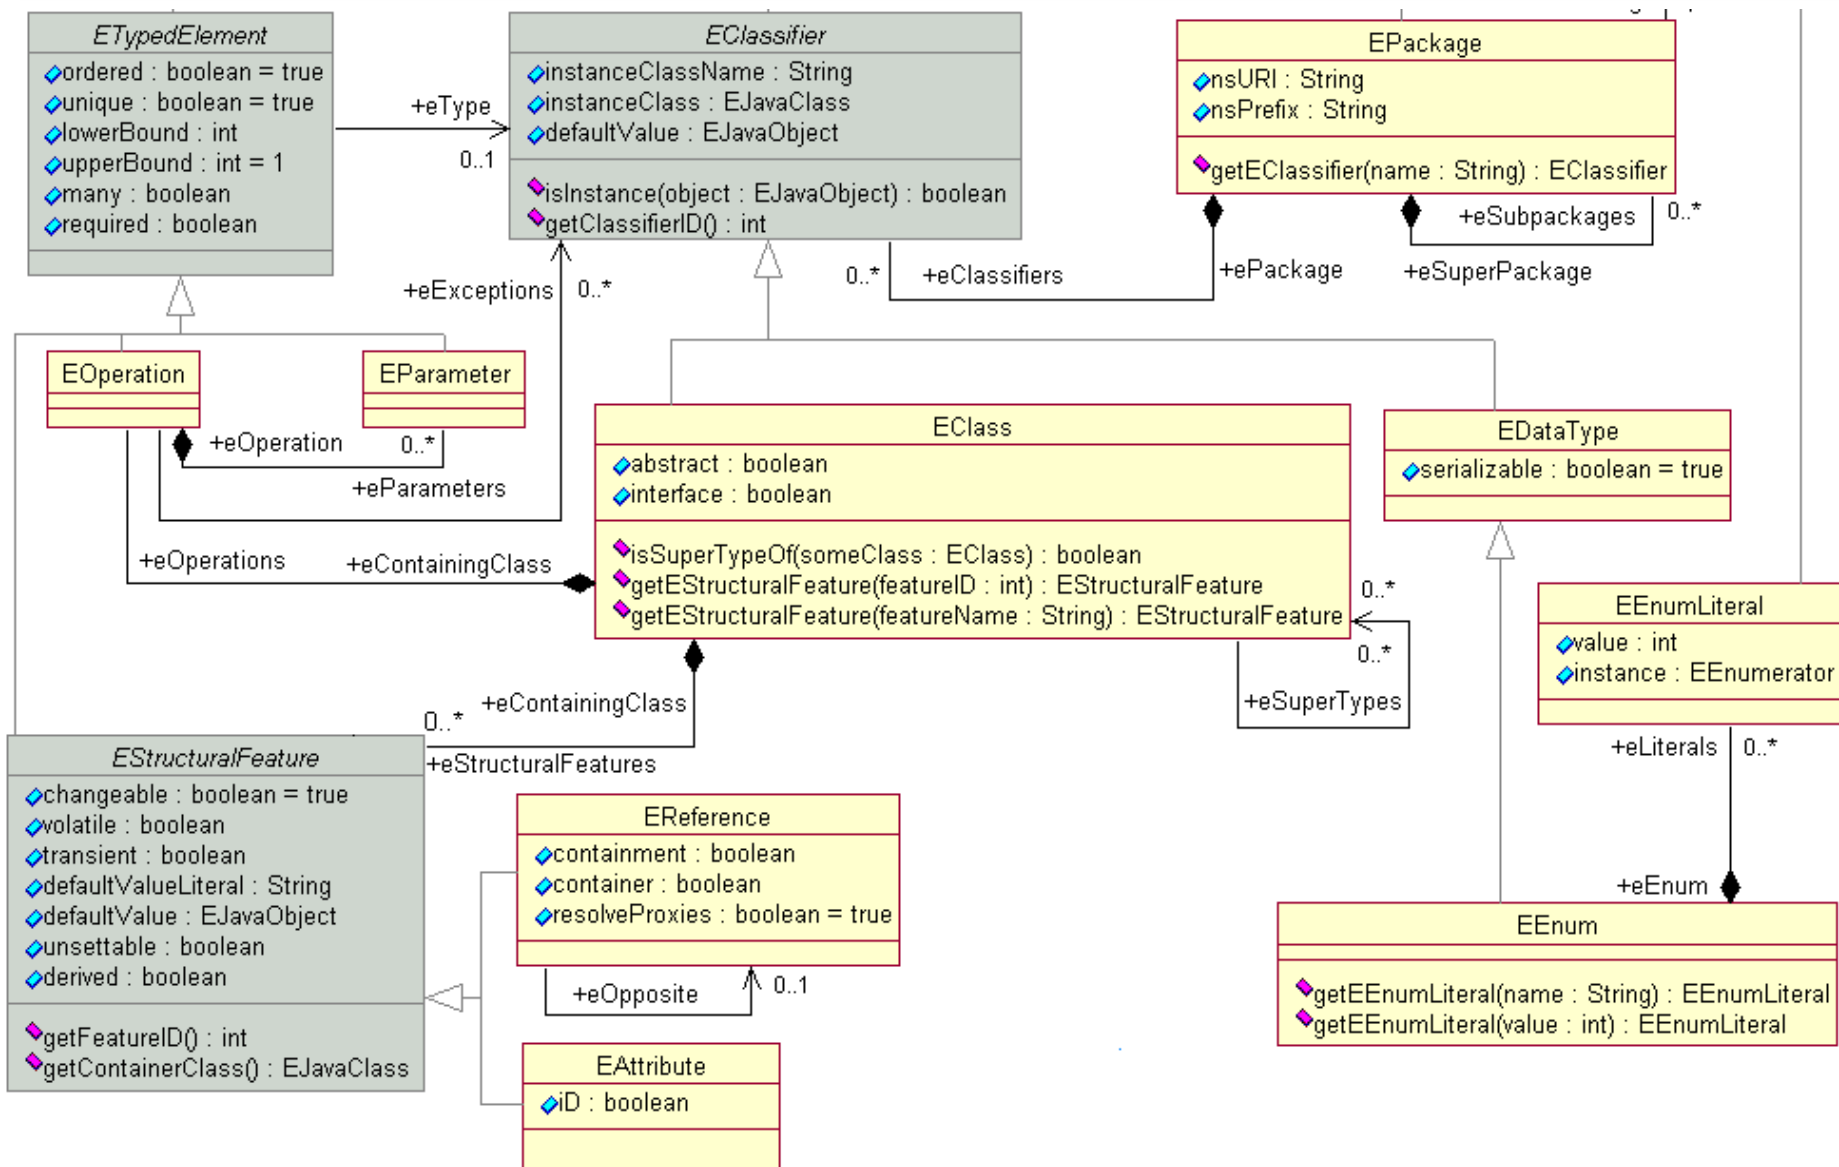 ETypedElement
ordered : boolean = true
unique : boolean = true
lowerBound : int
upperBound : int = 1
many : boolean
required : boolean
+eType
0..1
EClassifier
instanceClassName : String
instanceClass : EJavaClass
defaultValue : EJavaObject
isInstance(object : EJavaObject) : boolean
getClassifierID() : int
EPackage
nsURI : String
nsPrefix : String
getEClassifier(name : String) : EClassifier
+eSubpackages
0..*
+eSuperPackage
+ePackage
+eClassifiers
0..*
+eExceptions
0..*
EOperation
EParameter
+eOperation
0..*
+eParameters
+eOperations
+eContainingClass
EClass
abstract : boolean
interface : boolean
isSuperTypeOf(someClass : EClass) : boolean
getEStructuralFeature(featureID : int) : EStructuralFeature
getEStructuralFeature(featureName : String) : EStructuralFeature
0..*
0..*
+eSuperTypes
EDataType
serializable : boolean = true
EEnumLiteral
value : int
instance : EEnumerator
+eLiterals
0..*
+eEnum
EEnum
getEEnumLiteral(name : String) : EEnumLiteral
getEEnumLiteral(value : int) : EEnumLiteral
+eContainingClass
0..*
+eStructuralFeatures
EStructuralFeature
changeable : boolean = true
volatile : boolean
transient : boolean
defaultValueLiteral : String
defaultValue : EJavaObject
unsettable : boolean
derived : boolean
getFeatureID() : int
getContainerClass() : EJavaClass
EReference
containment : boolean
container : boolean
resolveProxies : boolean = true
+eOpposite
0..1
EAttribute
iD : boolean